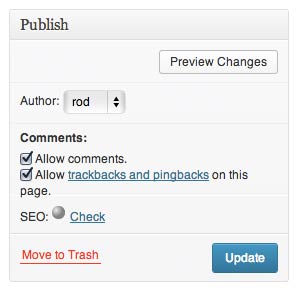 Publish
Preview Changes
Author: rod
Comments:
Allow comments.
Allow trackbacks and pingbacks on this
page.
SEO: Check
Move to Trash Update